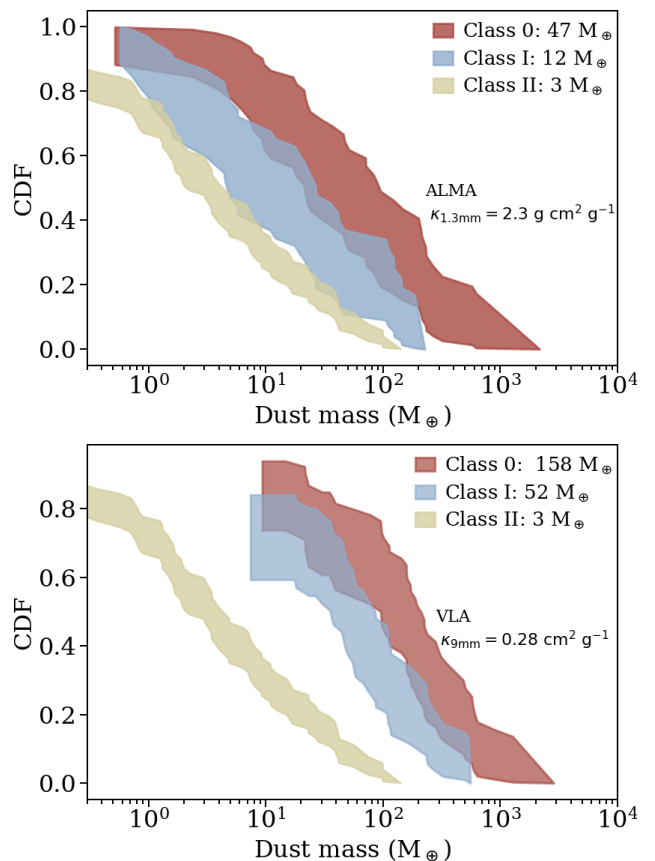 1.0
0.8
0.6
0.4
0.2
0.0
CDF
Class 0: 47 M⊕
Class I: 12 M⊕
Class II: 3 M⊕
ALMA
κ1.3mm = 2.3 g cm² g⁻¹
10⁰ 10¹ 10² 10³ 10⁴
Dust mass (M⊕)
0.8
0.6
0.4
0.2
0.0
CDF
Class 0:  158 M⊕
Class I: 52 M⊕
Class II: 3 M⊕
VLA
κ9mm = 0.28 cm² g⁻¹
10⁰ 10¹ 10² 10³ 10⁴
Dust mass (M⊕)